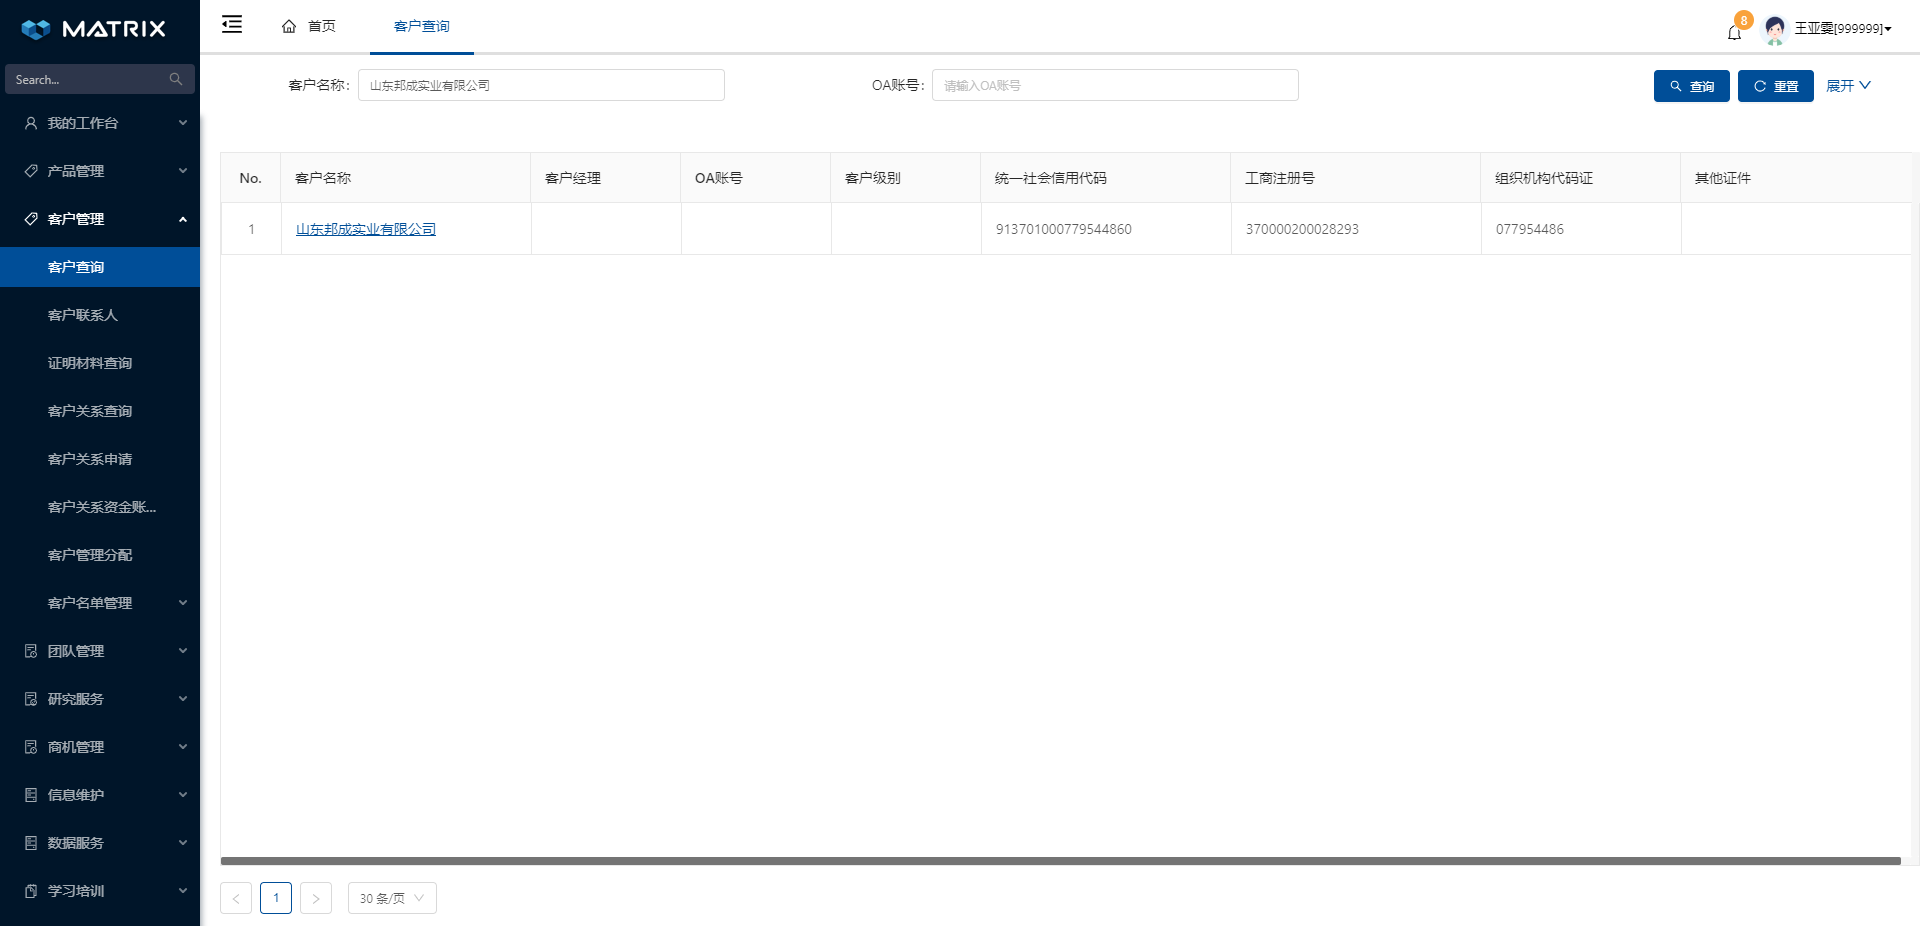 MATRIX
首页
客户查询
8
王亚雯[999999]
Search...
我的工作台
产品管理
客户管理
客户查询
客户联系人
证明材料查询
客户关系查询
客户关系申请
客户关系资金账...
客户管理分配
客户名单管理
团队管理
研究服务
商机管理
信息维护
数据服务
学习培训
客户名称： 山东邦成实业有限公司 OA账号： 请输入OA账号 查询 重置 展开
No. 客户名称 客户经理 OA账号 客户级别 统一社会信用代码 工商注册号 组织机构代码证 其他证件
1 山东邦成实业有限公司 913701000779544860 370000200028293 077954486
< 1 > 30 条/页